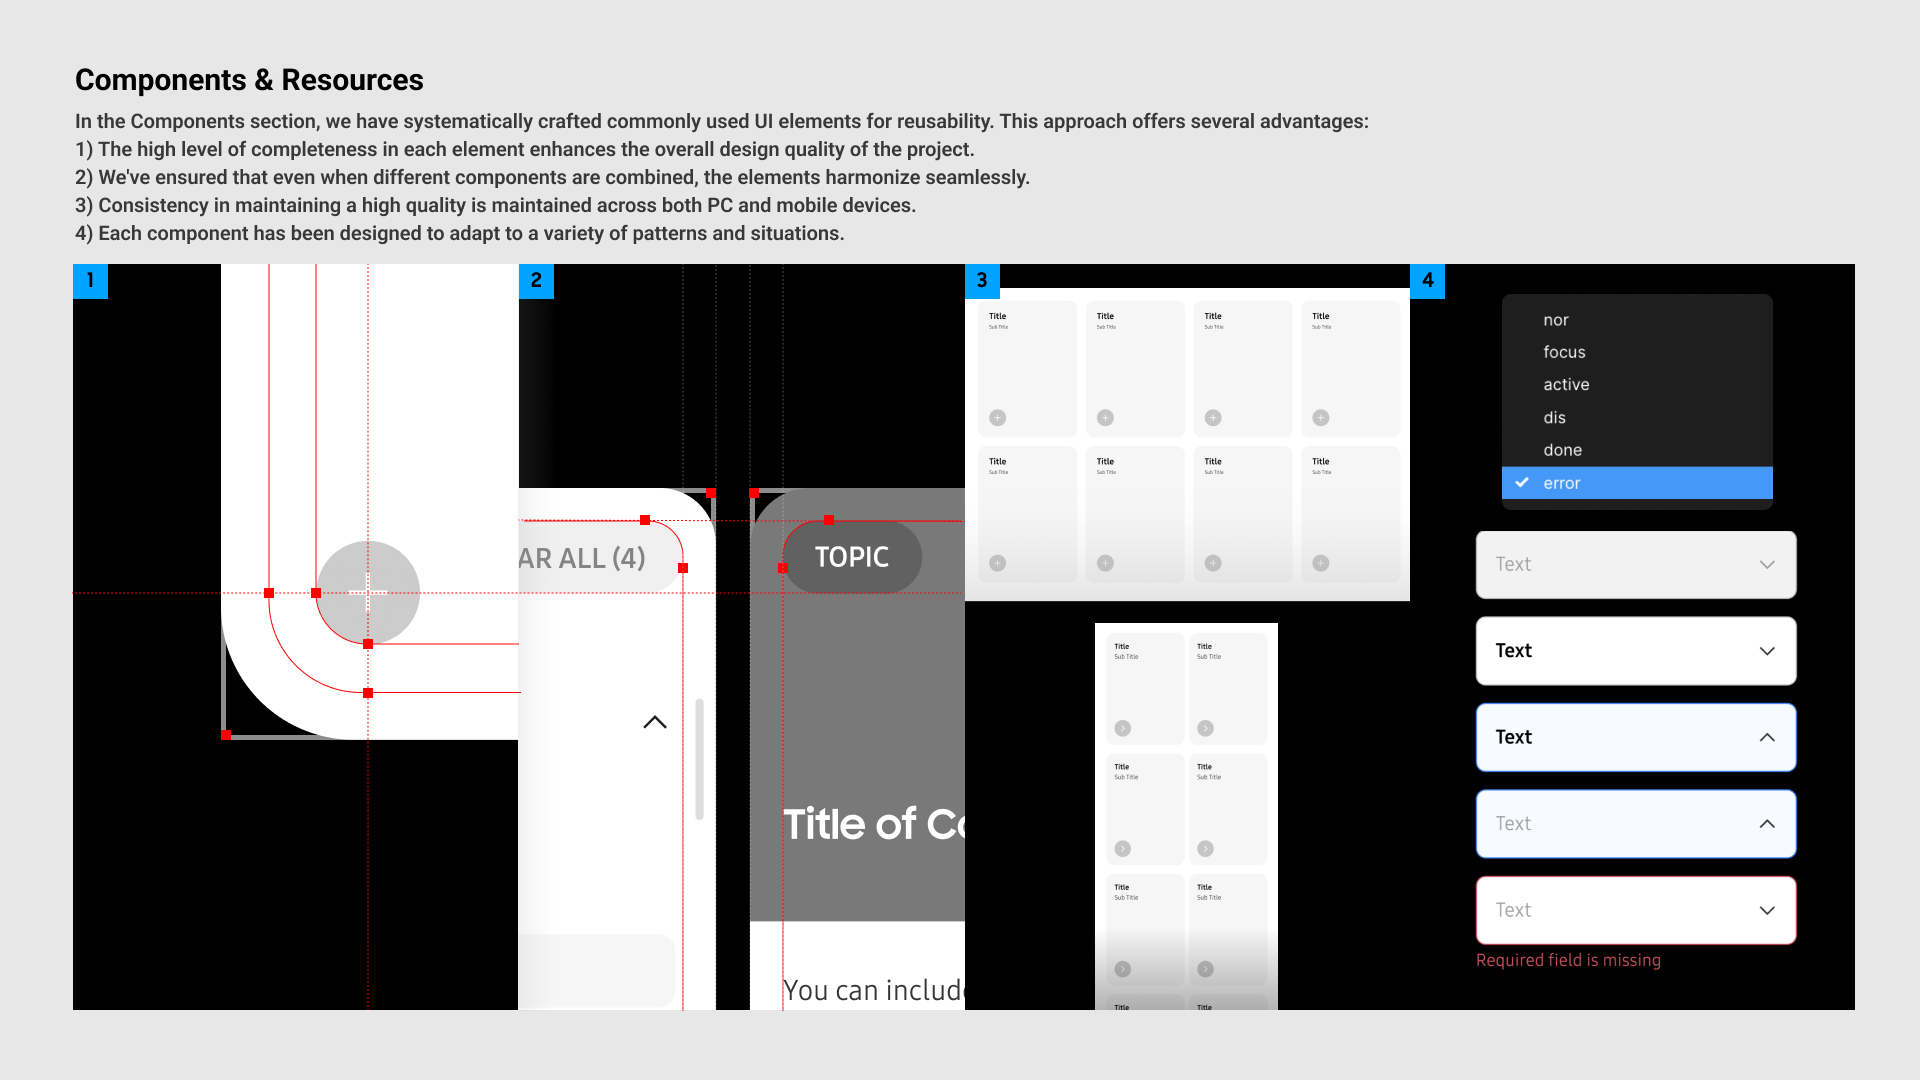 Components & Resources
In the Components section, we have systematically crafted commonly used UI elements for reusability. This approach offers several advantages:
1) The high level of completeness in each element enhances the overall design quality of the project.
2) We've ensured that even when different components are combined, the elements harmonize seamlessly.
3) Consistency in maintaining a high quality is maintained across both PC and mobile devices.
4) Each component has been designed to adapt to a variety of patterns and situations.
1
2
AR ALL (4)
TOPIC
Title of Co
You can include
3
Title Title Title Title
Sub Title Sub Title Sub Title Sub Title
Title Title Title Title
Sub Title Sub Title Sub Title Sub Title
Title Title
Sub Title Sub Title
Title Title
Sub Title Sub Title
Title Title
Sub Title Sub Title
Title Title
4
nor
focus
active
dis
done
error
Text
Text
Text
Text
Text
Required field is missing